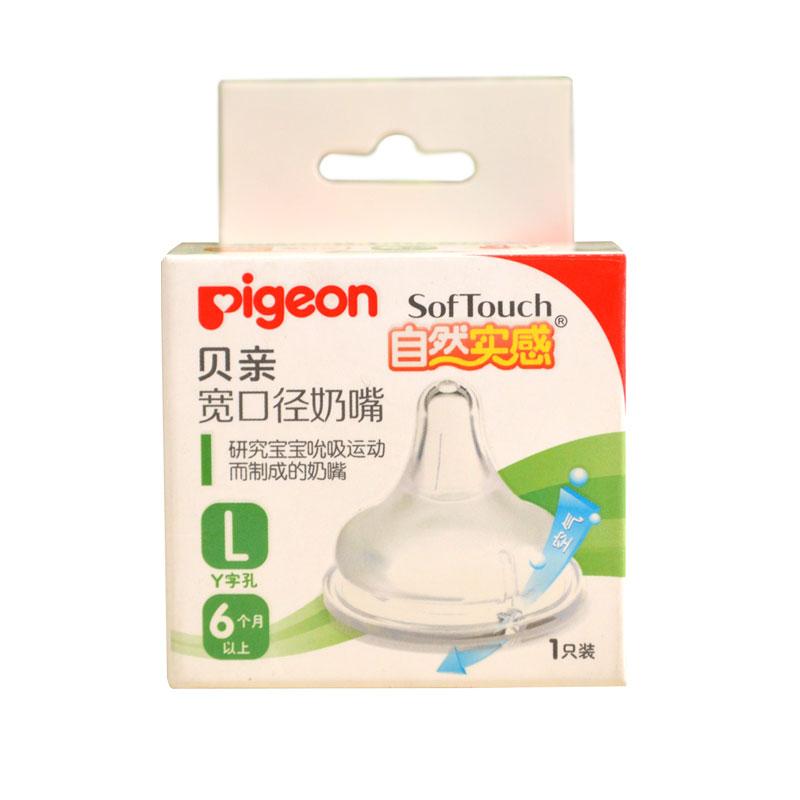 pigeon
SofTouch
自然实感®
贝亲
宽口径奶嘴
研究宝宝吮吸运动
而制成的奶嘴
L
Y字孔
6个月
以上
空气
1只装